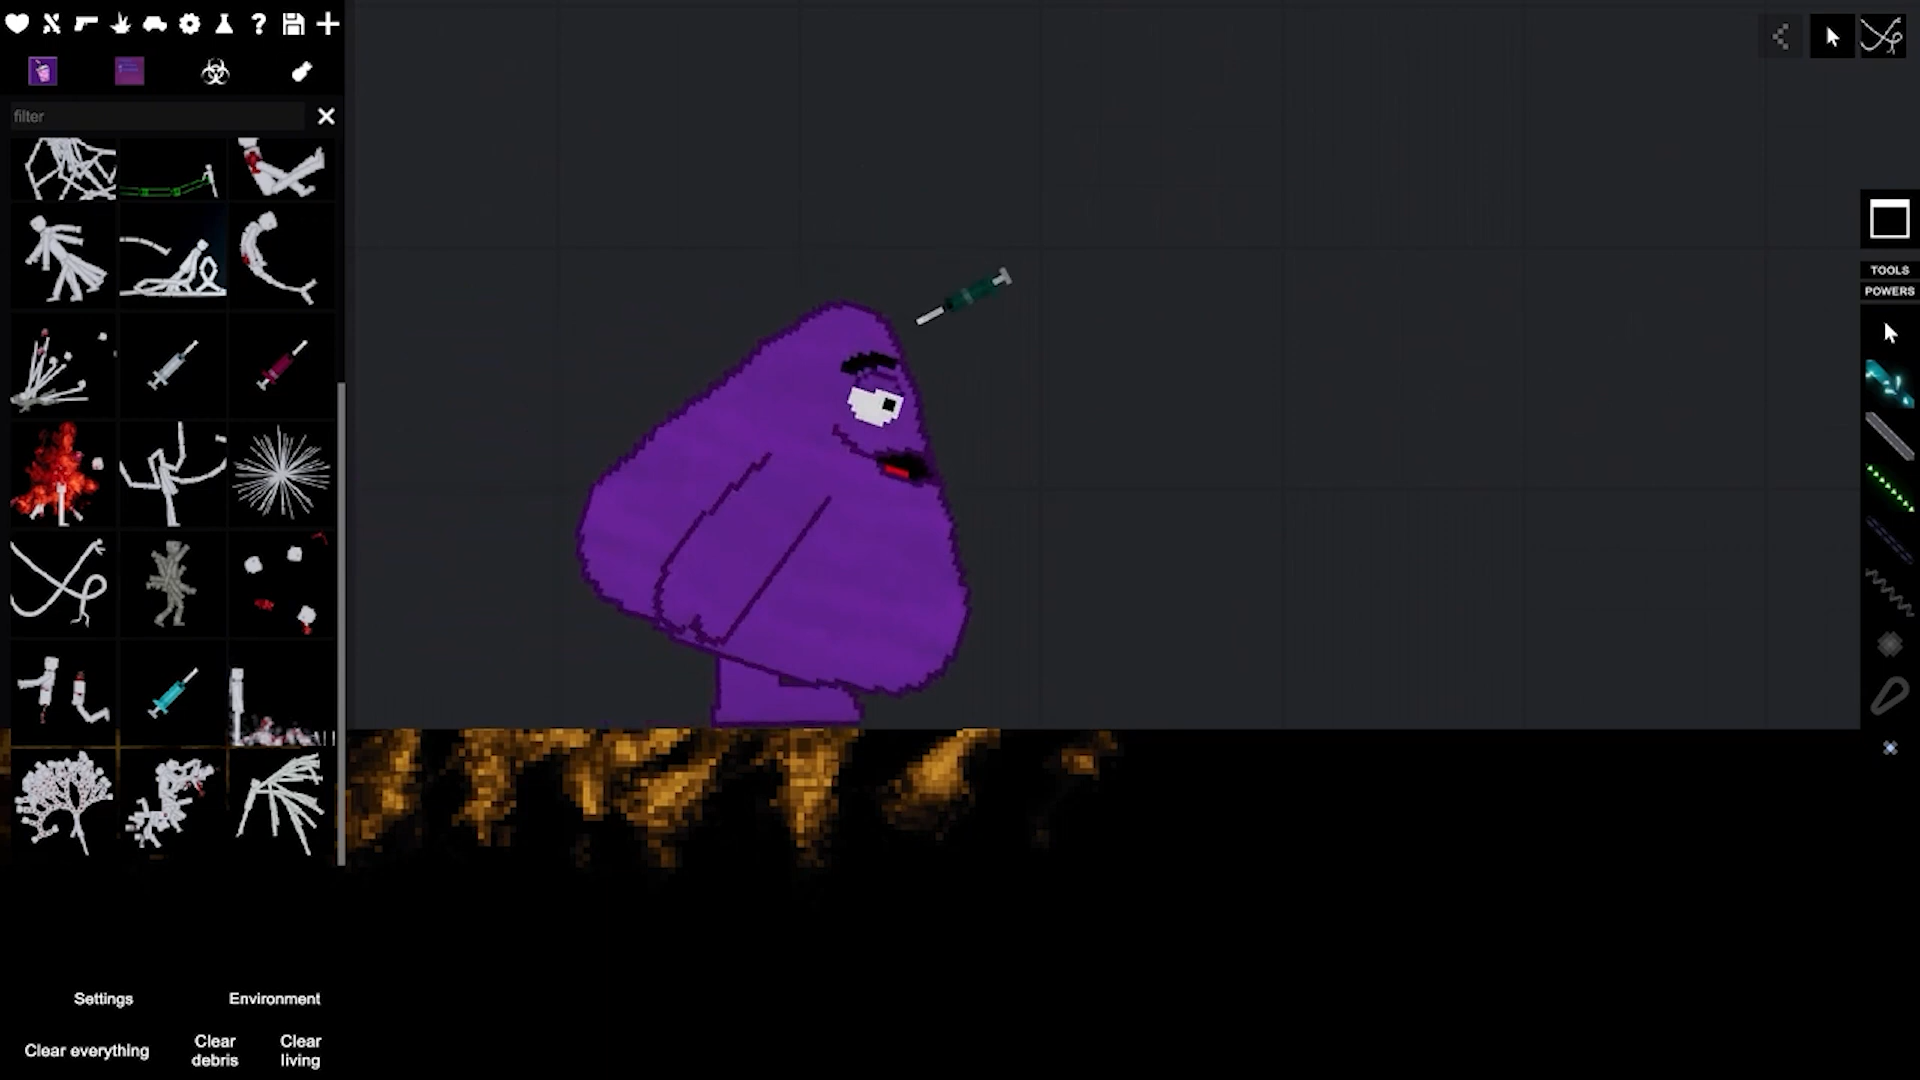 filter
TOOLS
POWERS
Settings
Environment
Clear everything
Clear
debris
Clear
living